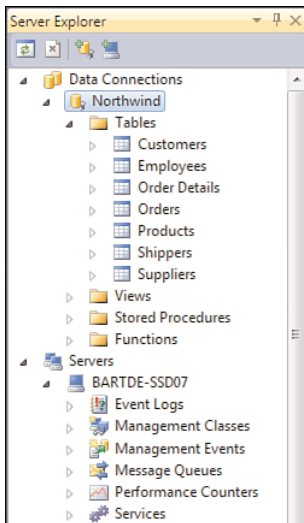 Server Explorer
Data Connections
Northwind
Tables
Customers
Employees
Order Details
Orders
Products
Shippers
Suppliers
Views
Stored Procedures
Functions
Servers
BARTDE-SSD07
Event Logs
Management Classes
Management Events
Message Queues
Performance Counters
Services